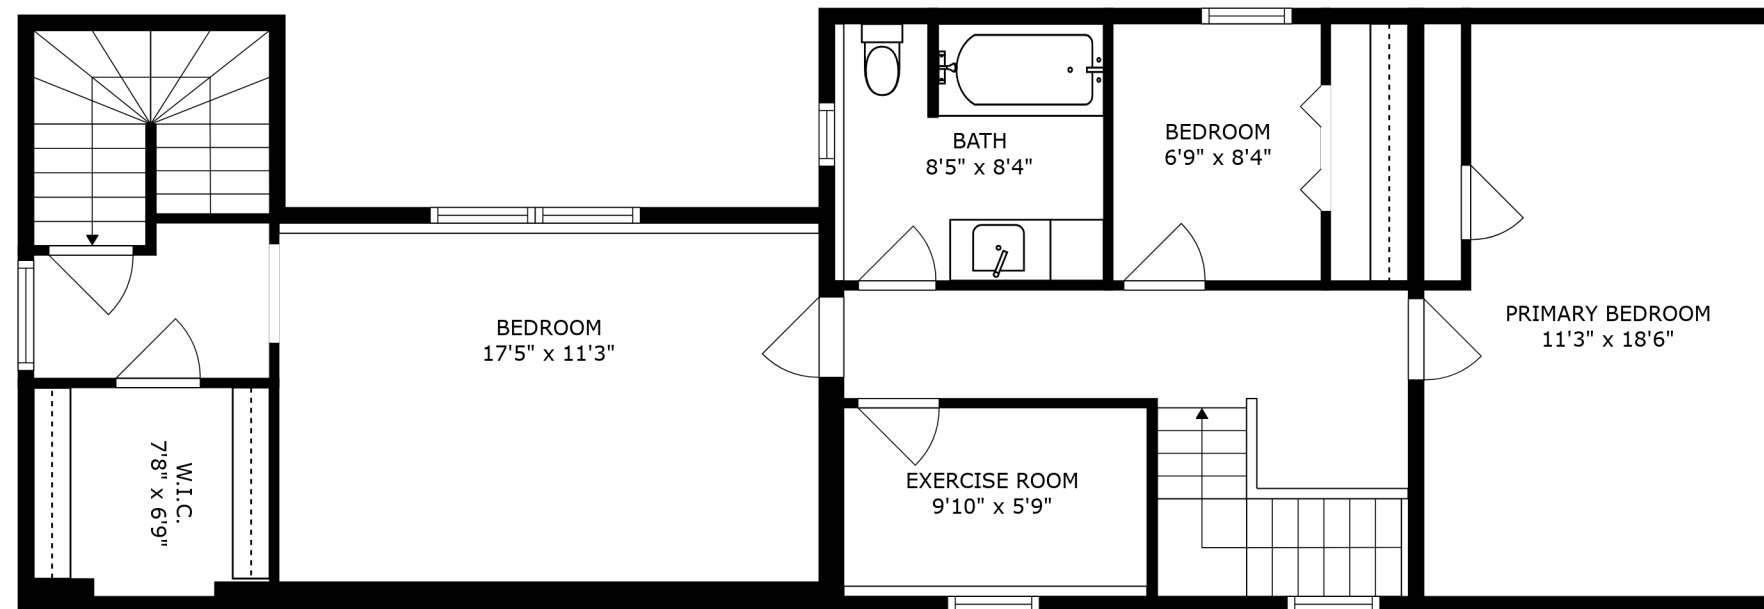 BATH
8'5" x 8'4"
BEDROOM
6'9" x 8'4"
BEDROOM
17'5" x 11'3"
PRIMARY BEDROOM
11'3" x 18'6"
W.I.C.
7'8" x 6'9"
EXERCISE ROOM
9'10" x 5'9"